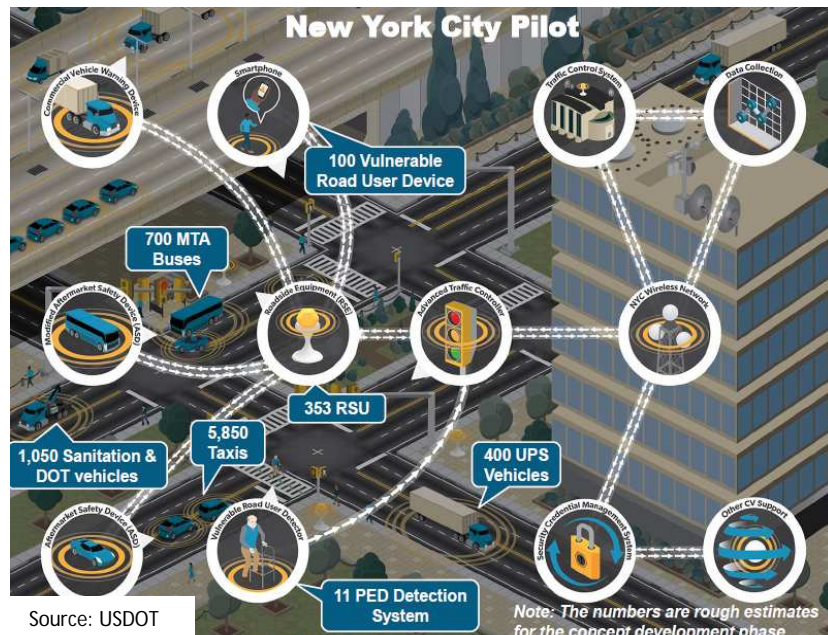 New York City Pilot
Commercial Vehicle Warning Device
Smartphone
Traffic Control System
Data Collection
100 Vulnerable
Road User Device
700 MTA
Buses
Modified Aftermarket Safety Device (ASD)
Roadside Equipment (RSE)
Advanced Traffic Controller
NYC Wireless Network
353 RSU
1,050 Sanitation &
DOT vehicles
5,850
Taxis
400 UPS
Vehicles
Aftermarket Safety Device (ASD)
Vulnerable Road User Detector
Security Credential Management System
Other CV Support
11 PED Detection
System
Source: USDOT
Note: The numbers are rough estimates
for the concept development phase